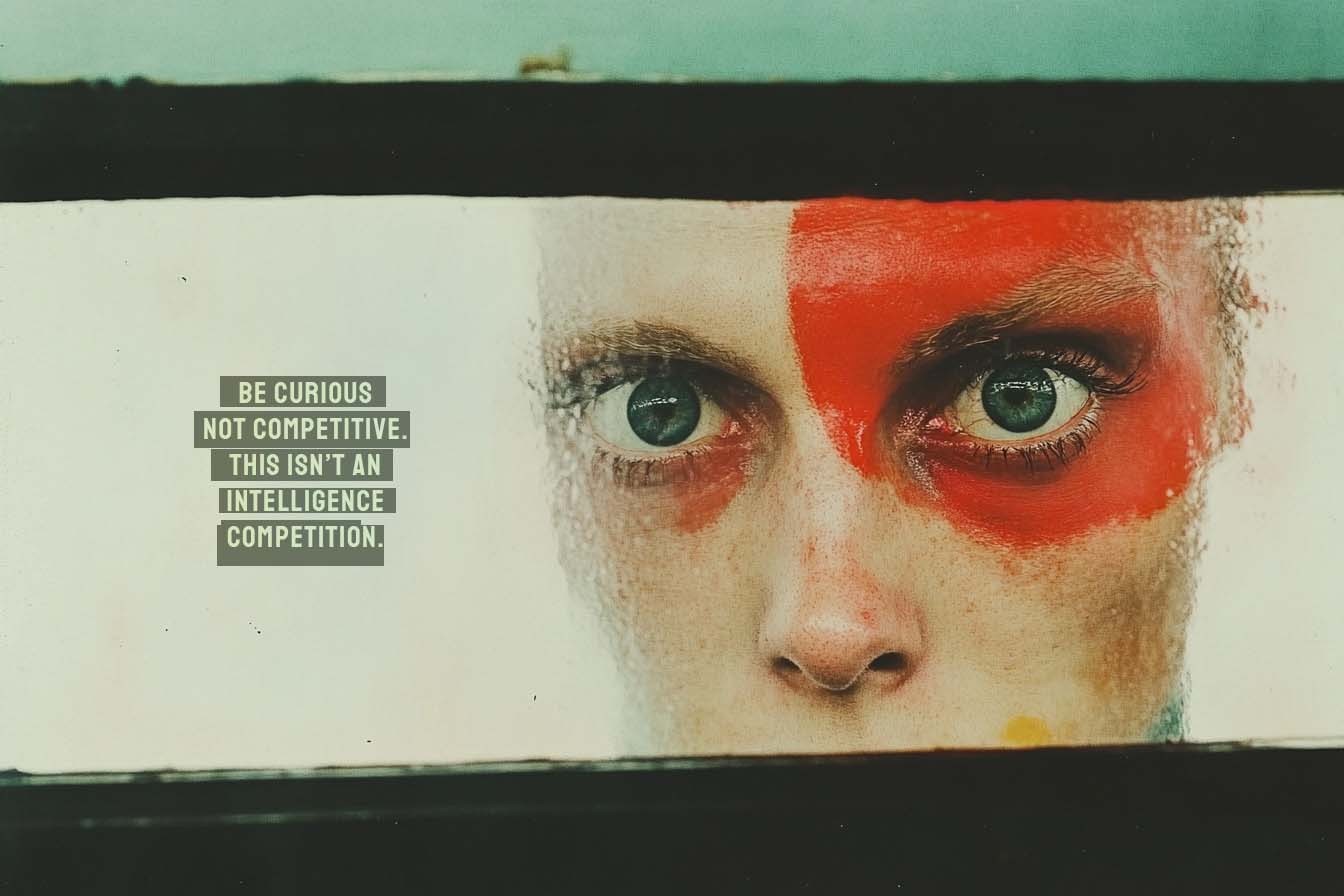 BE CURIOUS
NOT COMPETITIVE.
THIS ISN'T AN
INTELLIGENCE
COMPETITION.